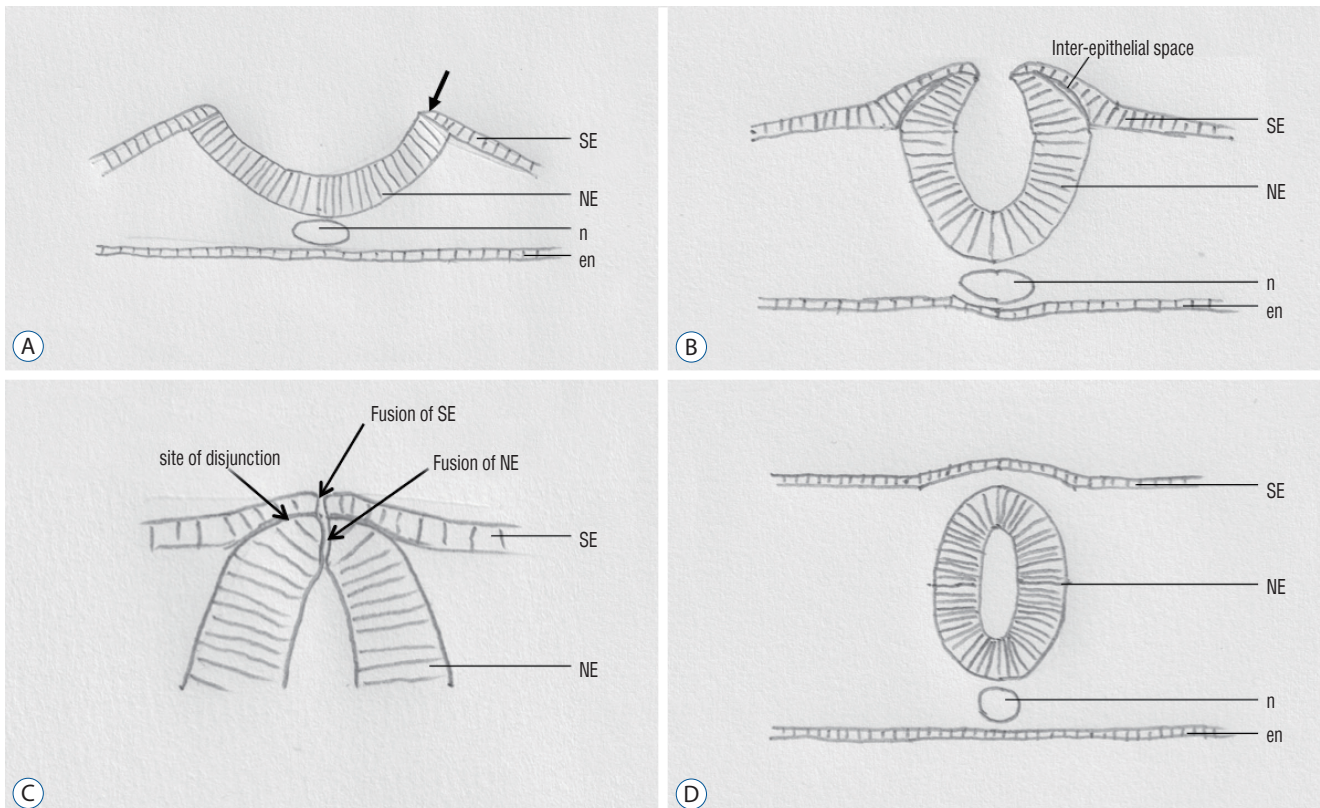 SE
NE
n
en
A
Inter-epithelial space
SE
NE
n
en
B
Fusion of SE
site of disjunction
Fusion of NE
SE
NE
C
SE
NE
n
en
D